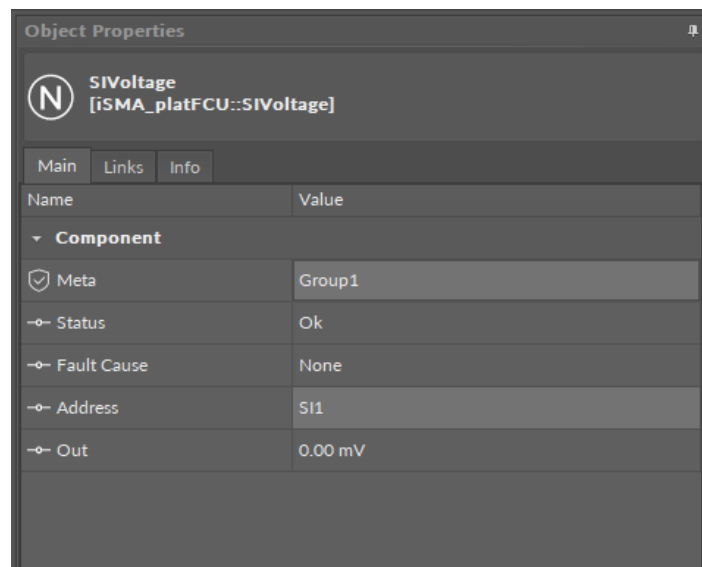 Object Properties
N
SIVoltage
[iSMA_platFCU::SIVoltage]
Main Links Info
Name Value
Component
Meta Group1
Status Ok
Fault Cause None
Address SI1
Out 0.00 mV